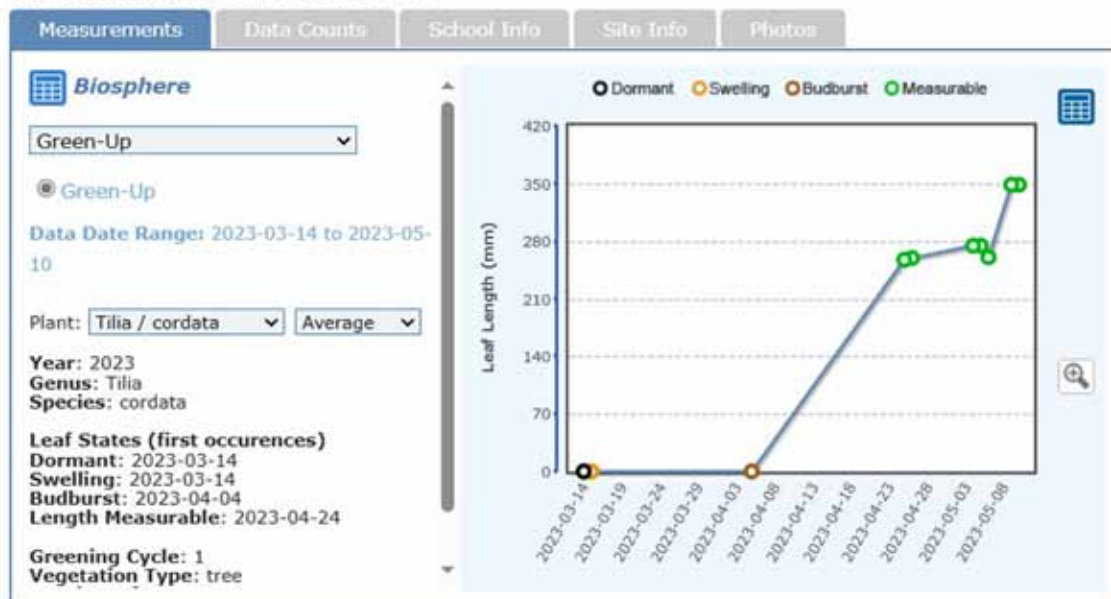 Measurements
Data Counts
School Info
Site Info
Photos
Biosphere
Green-Up
Green-Up
Data Date Range: 2023-03-14 to 2023-05-
10
Plant: Tilia / cordata Average
Year: 2023
Genus: Tilia
Species: cordata
Leaf States (first occurences)
Dormant: 2023-03-14
Swelling: 2023-03-14
Budburst: 2023-04-04
Length Measurable: 2023-04-24
Greening Cycle: 1
Vegetation Type: tree
Dormant Swelling Budburst Measurable
Leaf Length (mm)
420
350
280
210
140
70
0
2023-03-14
2023-03-19
2023-03-24
2023-03-29
2023-04-03
2023-04-08
2023-04-13
2023-04-18
2023-04-23
2023-04-28
2023-05-03
2023-05-08